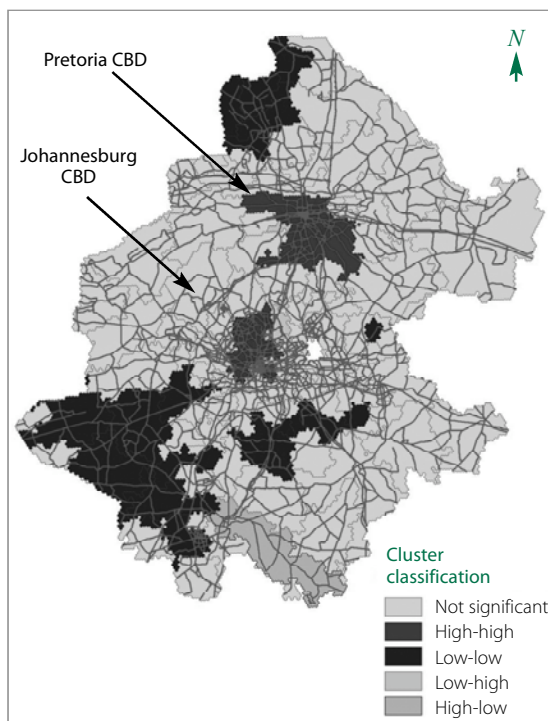 N
Pretoria CBD
Johannesburg
CBD
Cluster
classification
Not significant
High-high
Low-low
Low-high
High-low